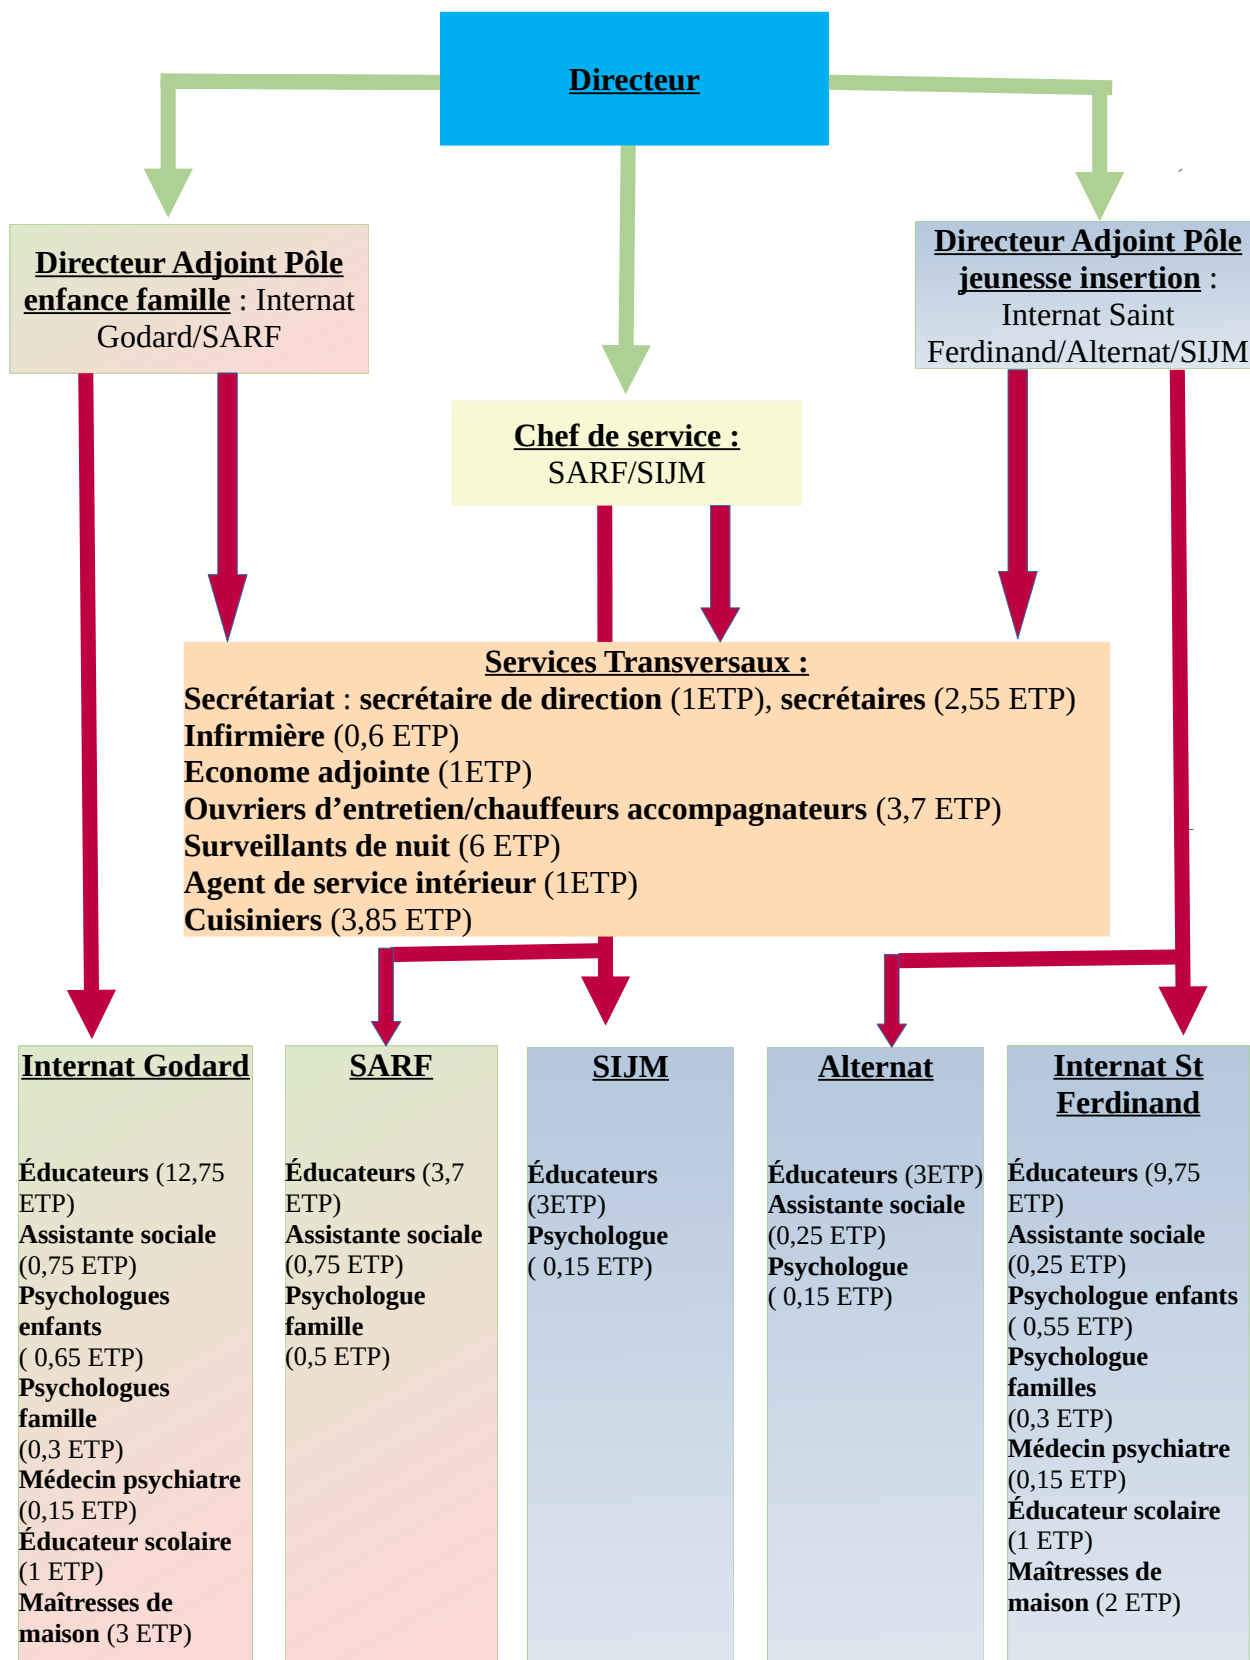 Directeur
Directeur Adjoint Pôle
enfance famille : Internat
Godard/SARF
Directeur Adjoint Pôle
jeunesse insertion :
Internat Saint
Ferdinand/Alternat/SIJM
Chef de service :
SARF/SIJM
Services Transversaux :
Secrétariat : secrétaire de direction (1ETP), secrétaires (2,55 ETP)
Infirmière (0,6 ETP)
Econome adjointe (1ETP)
Ouvriers d’entretien/chauffeurs accompagnateurs (3,7 ETP)
Surveillants de nuit (6 ETP)
Agent de service intérieur (1ETP)
Cuisiniers (3,85 ETP)
Internat Godard
Éducateurs (12,75
ETP)
Assistante sociale
(0,75 ETP)
Psychologues
enfants
( 0,65 ETP)
Psychologues
famille
(0,3 ETP)
Médecin psychiatre
(0,15 ETP)
Éducateur scolaire
(1 ETP)
Maîtresses de
maison (3 ETP)
SARF
Éducateurs (3,7
ETP)
Assistante sociale
(0,75 ETP)
Psychologue
famille
(0,5 ETP)
SIJM
Éducateurs
(3ETP)
Psychologue
( 0,15 ETP)
Alternat
Éducateurs (3ETP)
Assistante sociale
(0,25 ETP)
Psychologue
( 0,15 ETP)
Internat St
Ferdinand
Éducateurs (9,75
ETP)
Assistante sociale
(0,25 ETP)
Psychologue enfants
( 0,55 ETP)
Psychologue
familles
(0,3 ETP)
Médecin psychiatre
(0,15 ETP)
Éducateur scolaire
(1 ETP)
Maîtresses de
maison (2 ETP)